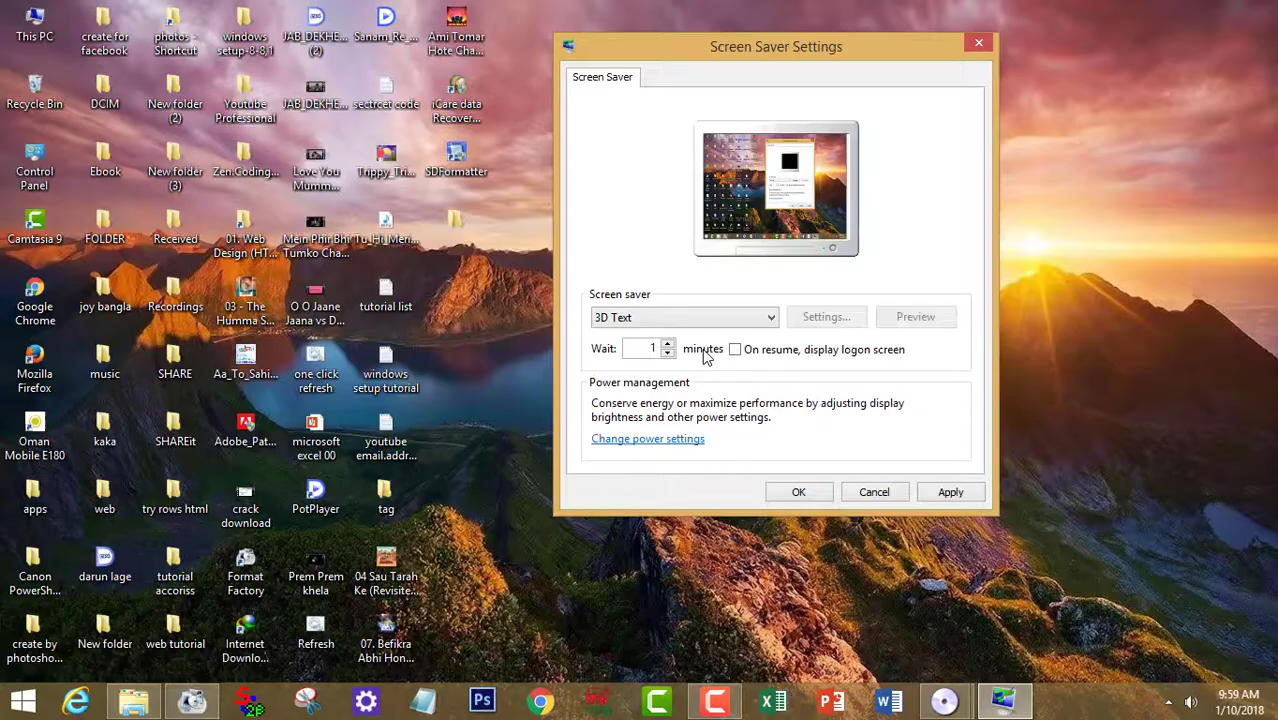 This PC
create for
facebook
photos -
Shortcut
windows
setup-8-8,1
JAB_DEKHE...
(2)
Sanam_Re_...
Ami Tomar
Hote Cha...
Recycle Bin
DCIM
New folder
(2)
Youtube
Professional
JAB_DEKHE...
sectrcet code
iCare data
Recover...
Control
Panel
Ebook
New folder
(3)
Zen.Coding...
Love You
Mumm...
Trippy_Tri...
SDFormatter
Camtasia 9
FOLDER
Received
01. Web
Design (HT...
Mein Phir Bhi
Tumko Cha...
Tu_Hi_Meri...
Google
Chrome
joy bangla
Recordings
03 - The
Humma S...
O O Jaane
Jaana vs D...
tutorial list
Mozilla
Firefox
music
SHARE
Aa_To_Sahi...
one click
refresh
windows
setup tutorial
Oman
Mobile E180
kaka
SHAREit
Adobe_Pat...
microsoft
excel 00
youtube
email.addr...
apps
web
try rows html
crack
download
PotPlayer
tag
Canon
PowerSh...
darun lage
tutorial
accoriss
Format
Factory
Prem Prem
khela
04 Sau Tarah
Ke (Revisite...
create by
photosho...
New folder
web tutorial
Internet
Downlo...
Refresh
07. Befikra
Abhi Hon...
Screen Saver Settings
Screen Saver
Screen saver
3D Text
Settings...
Preview
Wait:
1
minutes
On resume, display logon screen
Power management
Conserve energy or maximize performance by adjusting display
brightness and other power settings.
Change power settings
OK
Cancel
Apply
Ps
9:59 AM
1/10/2018